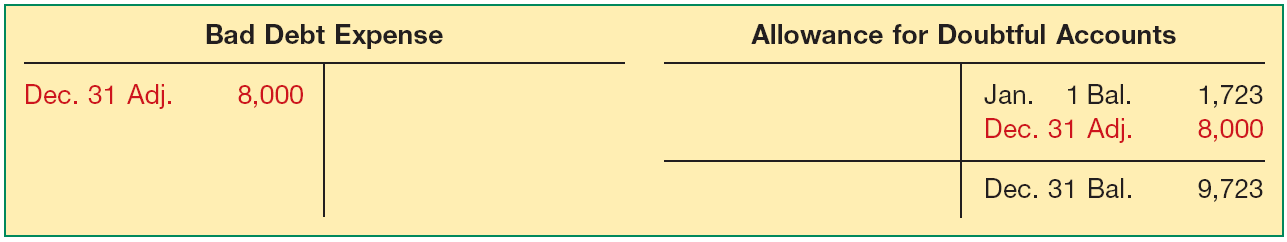 Bad Debt Expense
Dec. 31 Adj. 8,000
Allowance for Doubtful Accounts
Jan. 1 Bal. 1,723
Dec. 31 Adj. 8,000
Dec. 31 Bal. 9,723